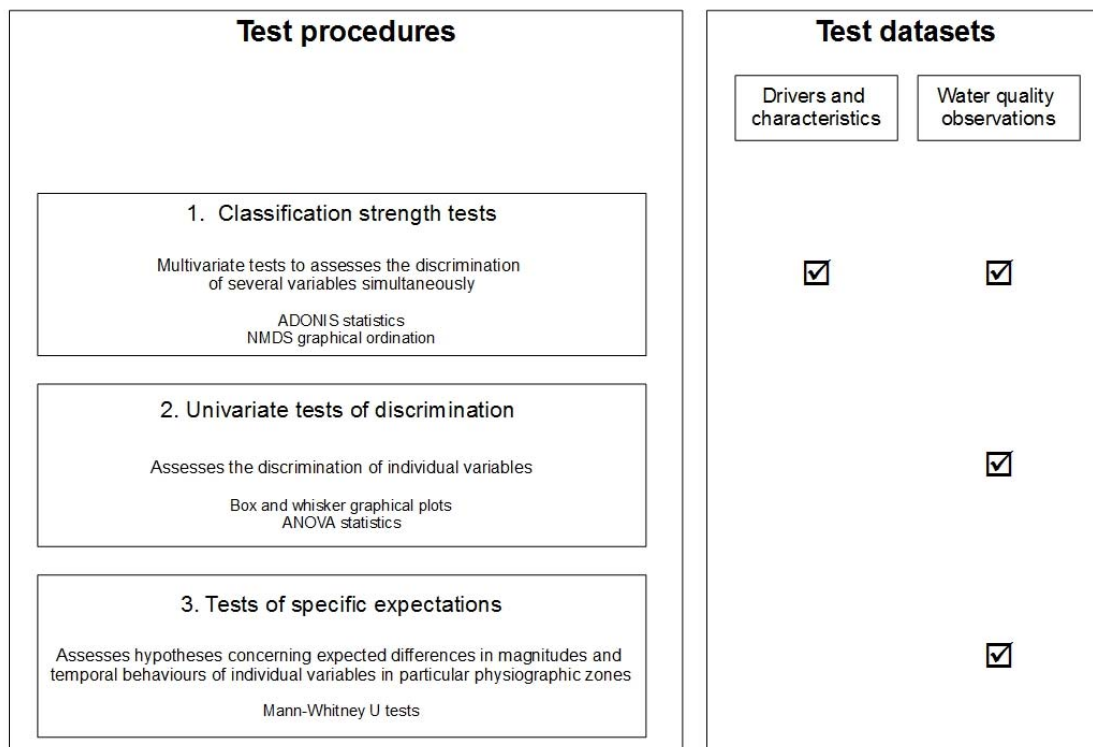 Test procedures
1. Classification strength tests
Multivariate tests to assesses the discrimination
of several variables simultaneously
ADONIS statistics
NMDS graphical ordination
2. Univariate tests of discrimination
Assesses the discrimination of individual variables
Box and whisker graphical plots
ANOVA statistics
3. Tests of specific expectations
Assesses hypotheses concerning expected differences in magnitudes and
temporal behaviours of individual variables in particular physiographic zones
Mann-Whitney U tests
Test datasets
Drivers and
characteristics
Water quality
observations